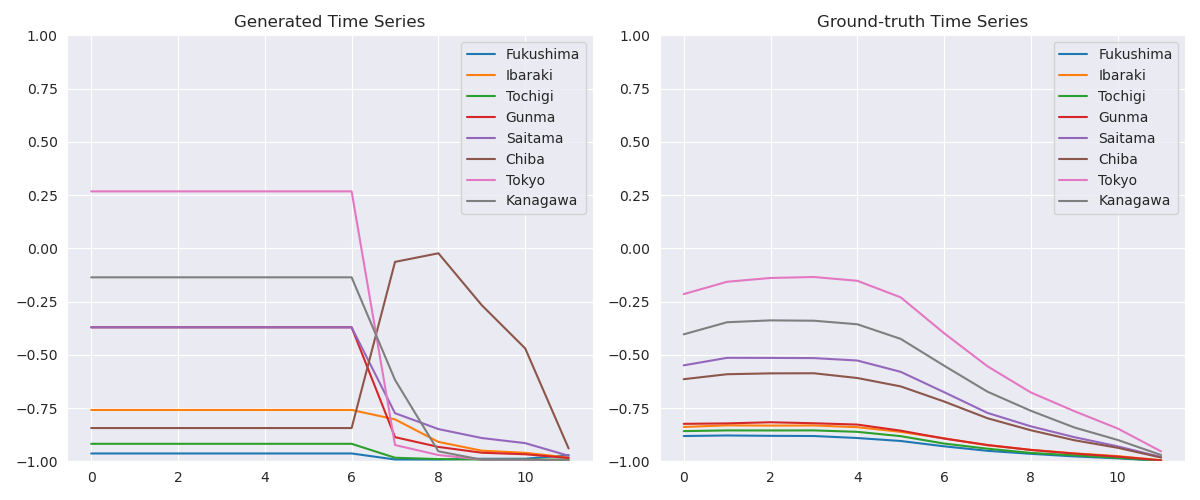 Generated Time Series
1.00
0.75
0.50
0.25
0.00
−0.25
−0.50
−0.75
−1.00
0 2 4 6 8 10
Fukushima
Ibaraki
Tochigi
Gunma
Saitama
Chiba
Tokyo
Kanagawa
Ground-truth Time Series
1.00
0.75
0.50
0.25
0.00
−0.25
−0.50
−0.75
−1.00
0 2 4 6 8 10
Fukushima
Ibaraki
Tochigi
Gunma
Saitama
Chiba
Tokyo
Kanagawa